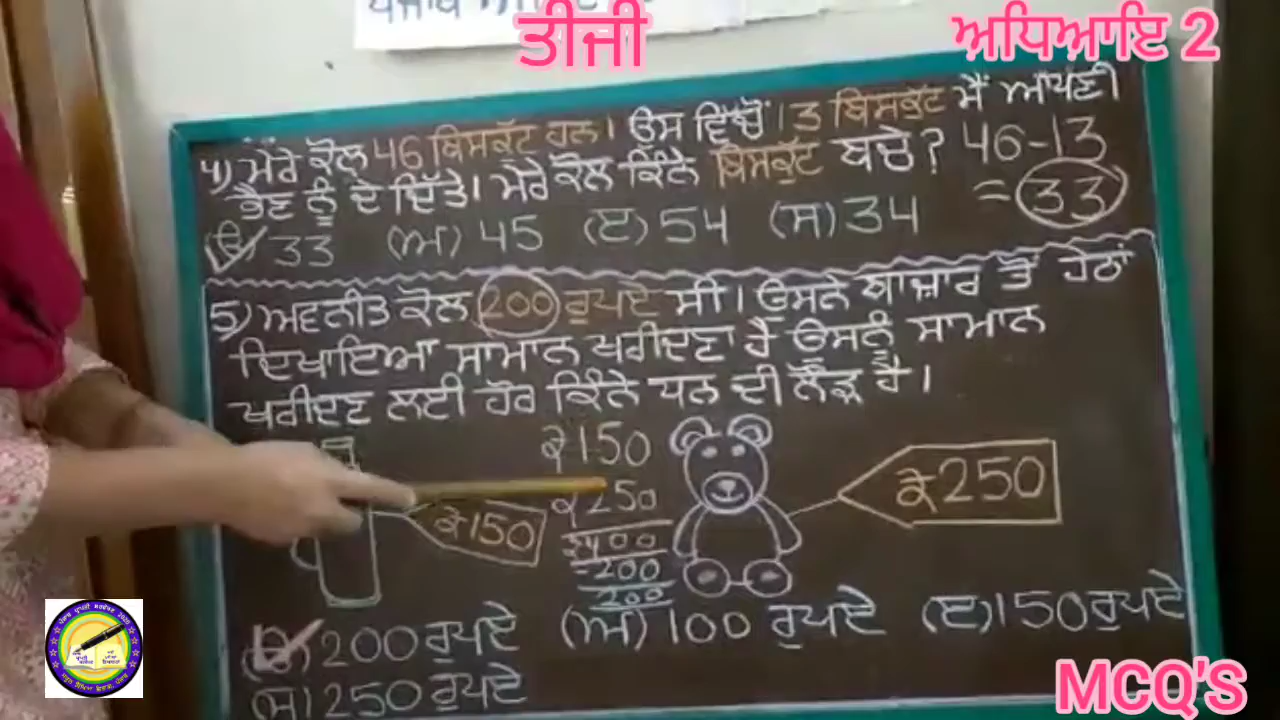 ਤੀਜੀ
ਅਧਿਆਇ 2
4) ਮੇਰੇ ਕੋਲ 46 ਬਿਸਕੁੱਟ ਹਨ। ਉਸ ਵਿੱਚੋਂ 13 ਬਿਸਕੁੱਟ ਮੈਂ ਆਪਣੀ
ਭੈਣ ਨੂੰ ਦੇ ਦਿੱਤੇ। ਮੇਰੇ ਕੋਲ ਕਿੰਨੇ ਬਿਸਕੁੱਟ ਬਚੇ? 46-13
= 33
(ੳ) 33 (ਅ) 45 (ੲ) 54 (ਸ) 34
5) ਅਵਨੀਤ ਕੋਲ 200 ਰੁਪਏ ਸੀ। ਉਸਨੇ ਬਾਜ਼ਾਰ ਤੋਂ ਹੇਠਾਂ
ਦਿਖਾਇਆ ਸਾਮਾਨ ਖਰੀਦਣਾ ਹੈ ਉਸਨੂੰ ਸਾਮਾਨ
ਖਰੀਦਣ ਲਈ ਹੋਰ ਕਿੰਨੇ ਧਨ ਦੀ ਲੋੜ ਹੈ।
₹150
₹250
₹400
-200
200
₹150
₹250
(ੳ) 200 ਰੁਪਏ (ਅ) 100 ਰੁਪਏ (ੲ) 150 ਰੁਪਏ
(ਸ) 250 ਰੁਪਏ
MCQ'S